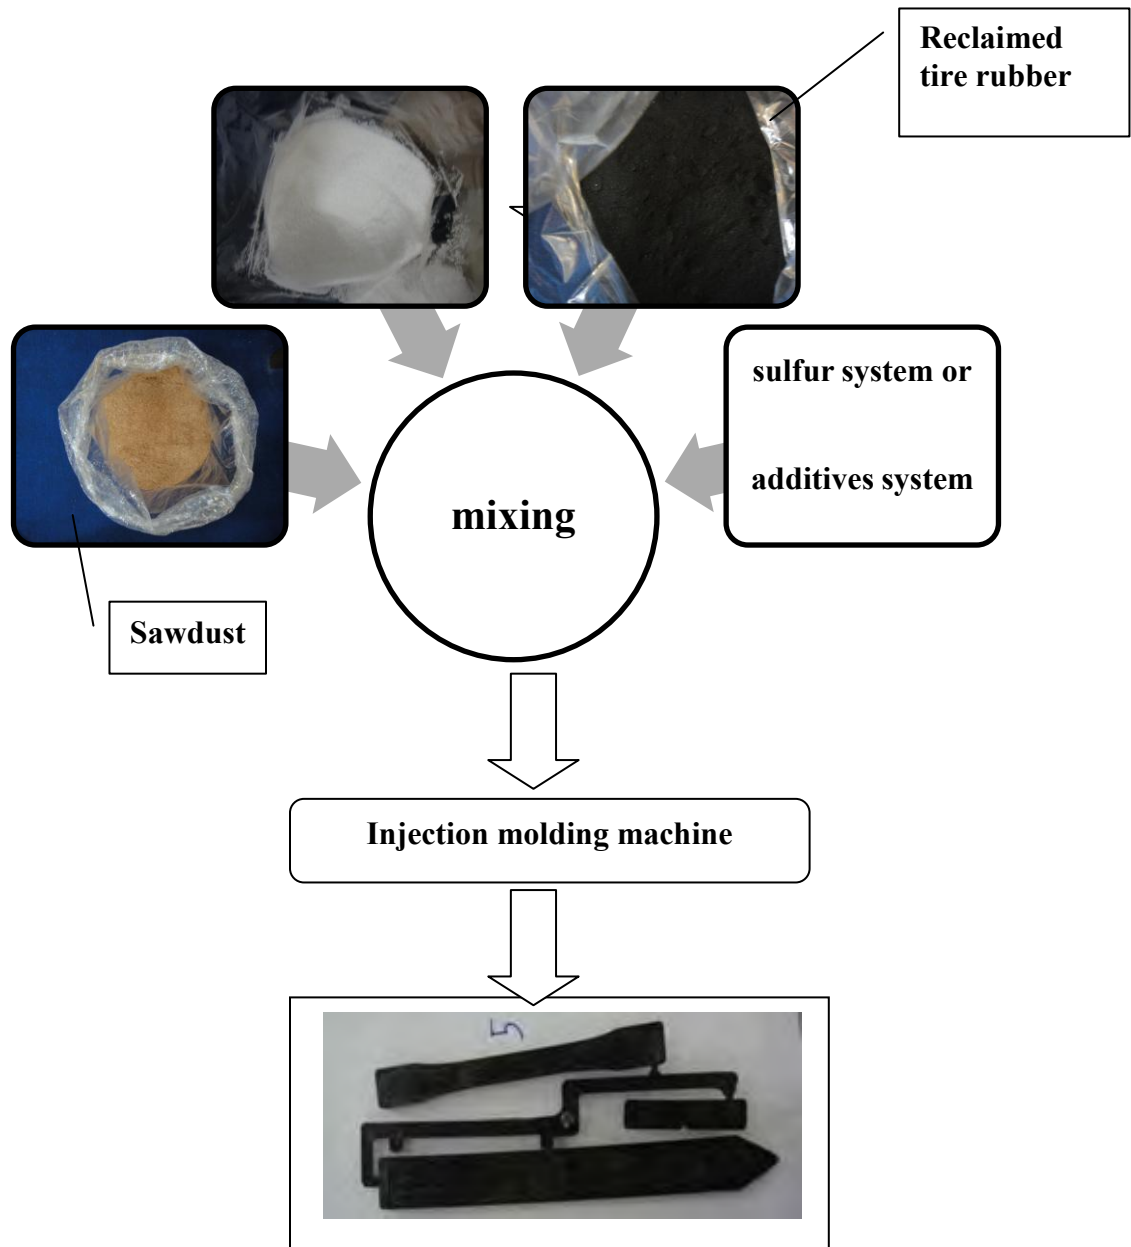 Reclaimed
tire rubber
sulfur system or
additives system
mixing
Sawdust
Injection molding machine
5